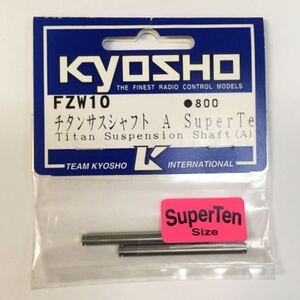 KYOSHO
THE FINEST RADIO CONTROL MODELS
FZW10 ●800
チタンサスシャフト A SuperTe
Titan Suspension Shaft(A)
TEAM KYOSHO K INTERNATIONAL
SuperTen
Size